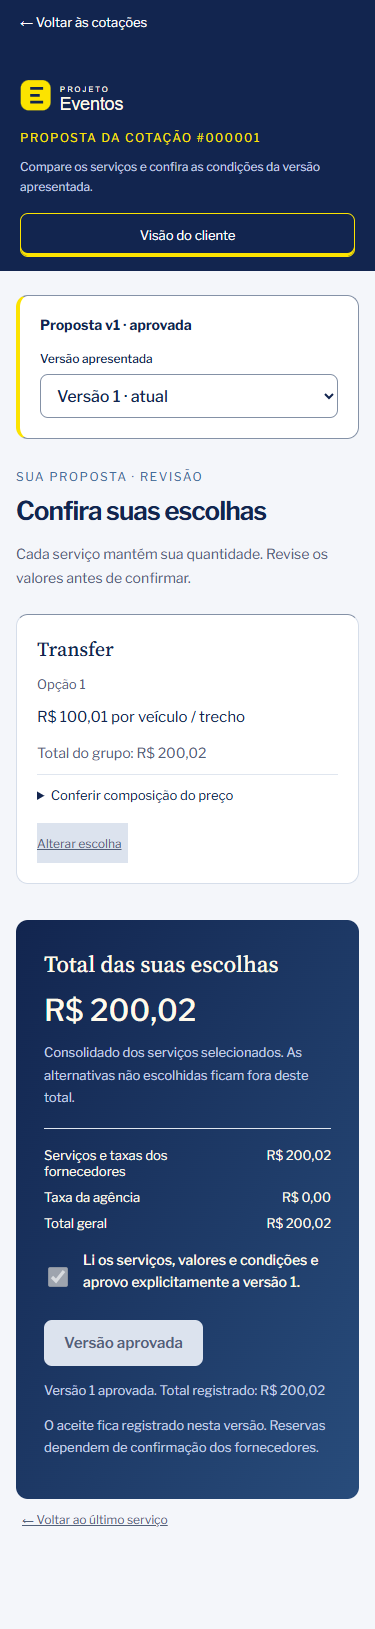 ← Voltar às cotações
PROJETO
Eventos
PROPOSTA DA COTAÇÃO #000001
Compare os serviços e confira as condições da versão
apresentada.
Visão do cliente
Proposta v1 · aprovada
Versão apresentada
Versão 1 · atual
SUA PROPOSTA · REVISÃO
Confira suas escolhas
Cada serviço mantém sua quantidade. Revise os
valores antes de confirmar.
Transfer
Opção 1
R$ 100,01 por veículo / trecho
Total do grupo: R$ 200,02
▶ Conferir composição do preço
Alterar escolha
Total das suas escolhas
R$ 200,02
Consolidado dos serviços selecionados. As
alternativas não escolhidas ficam fora deste
total.
Serviços e taxas dos R$ 200,02
fornecedores
Taxa da agência R$ 0,00
Total geral R$ 200,02
Li os serviços, valores e condições e
aprovo explicitamente a versão 1.
Versão aprovada
Versão 1 aprovada. Total registrado: R$ 200,02
O aceite fica registrado nesta versão. Reservas
dependem de confirmação dos fornecedores.
← Voltar ao último serviço